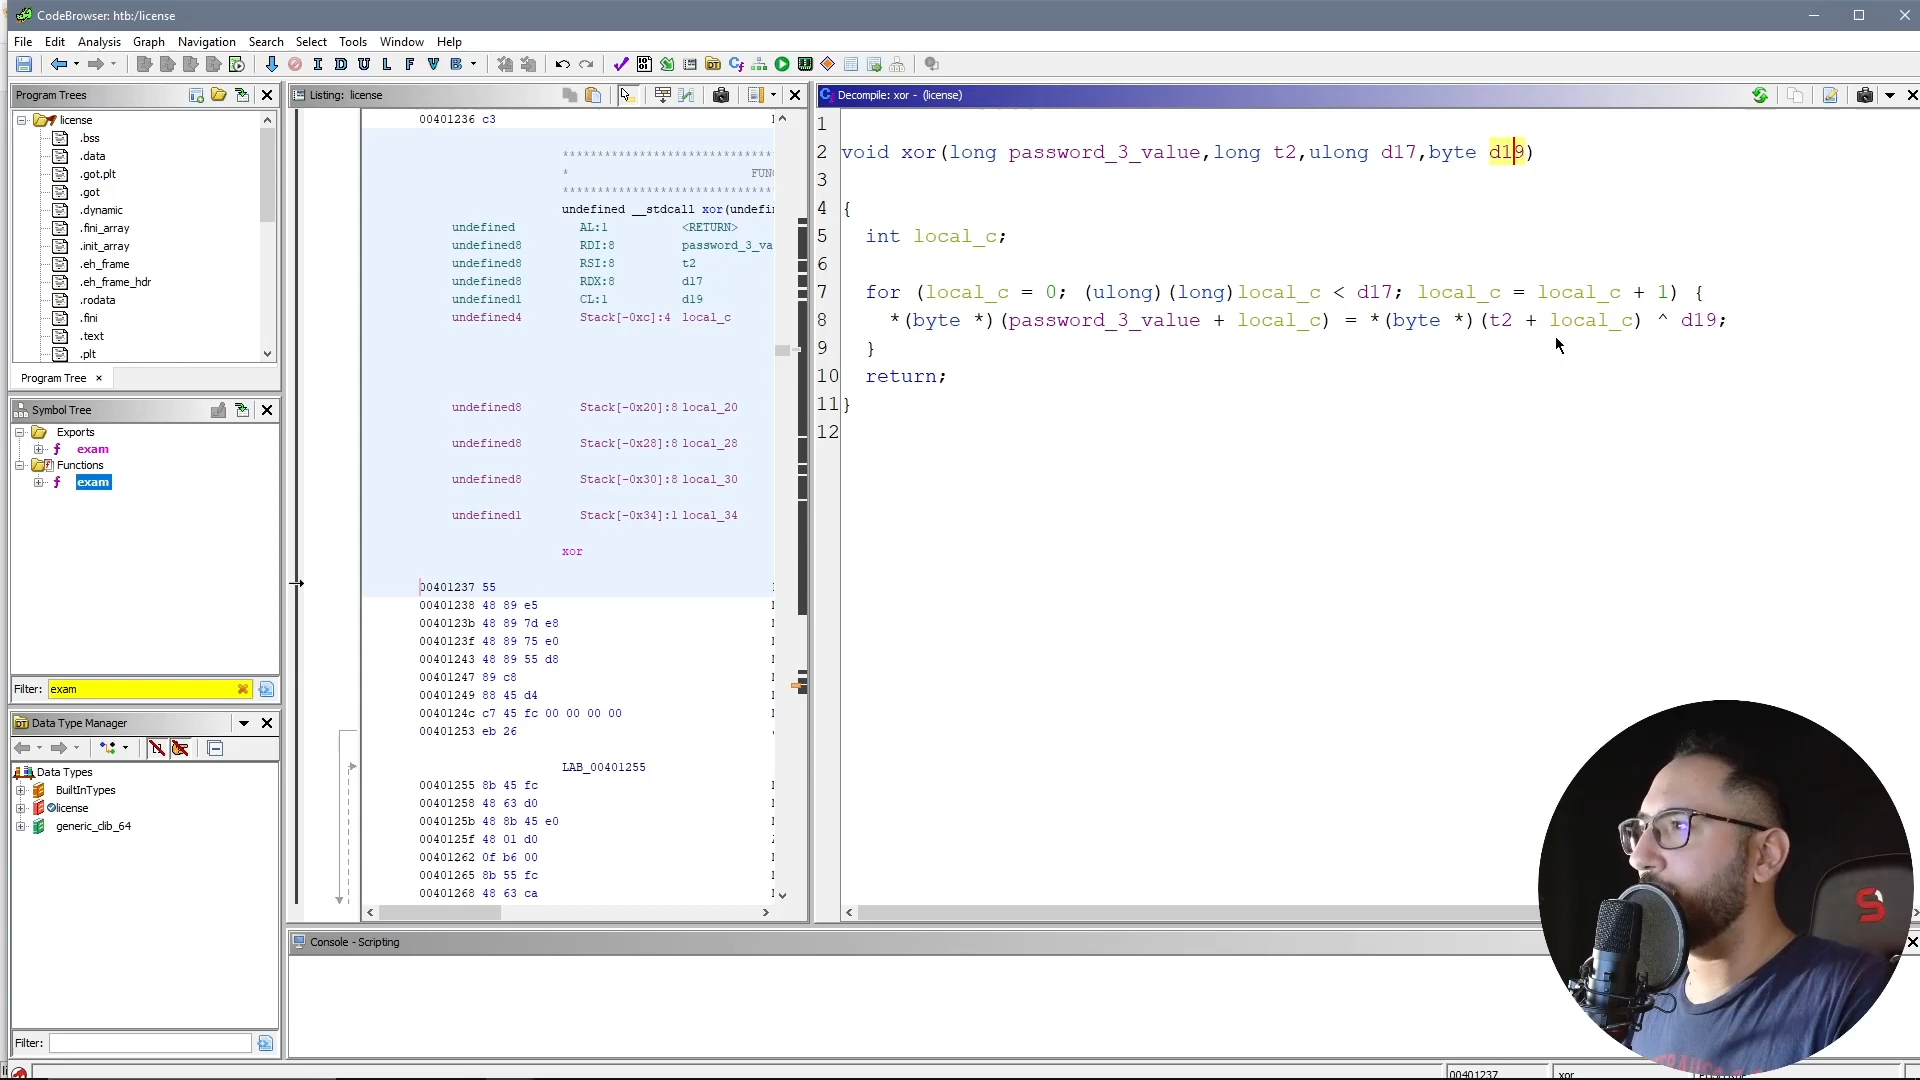 CodeBrowser: htb:/license
File Edit Analysis Graph Navigation Search Select Tools Window Help
I D U L F V B
Program Trees
license
.bss
.data
.got.plt
.got
.dynamic
.fini_array
.init_array
.eh_frame
.eh_frame_hdr
.rodata
.fini
.text
.plt
Program Tree ×
Symbol Tree
Exports
f exam
Functions
f exam
Filter: exam
Data Type Manager
Data Types
BuiltInTypes
license
generic_clib_64
Filter:
Listing: license
00401236 c3
*****************************
* FUNC
*****************************
undefined __stdcall xor(undefin
undefined AL:1 <RETURN>
undefined8 RDI:8 password_3_va
undefined8 RSI:8 t2
undefined8 RDX:8 d17
undefined1 CL:1 d19
undefined4 Stack[-0xc]:4 local_c
undefined8 Stack[-0x20]:8 local_20
undefined8 Stack[-0x28]:8 local_28
undefined8 Stack[-0x30]:8 local_30
undefined1 Stack[-0x34]:1 local_34
xor
00401237 55
00401238 48 89 e5
0040123b 48 89 7d e8
0040123f 48 89 75 e0
00401243 48 89 55 d8
00401247 89 c8
00401249 88 45 d4
0040124c c7 45 fc 00 00 00 00
00401253 eb 26
LAB_00401255
00401255 8b 45 fc
00401258 48 63 d0
0040125b 48 8b 45 e0
0040125f 48 01 d0
00401262 0f b6 00
00401265 8b 55 fc
00401268 48 63 ca
Decompile: xor - (license)
1
2 void xor(long password_3_value,long t2,ulong d17,byte d19)
3
4 {
5 int local_c;
6
7 for (local_c = 0; (ulong)(long)local_c < d17; local_c = local_c + 1) {
8 *(byte *)(password_3_value + local_c) = *(byte *)(t2 + local_c) ^ d19;
9 }
10 return;
11 }
12
Console - Scripting
00401237 xor